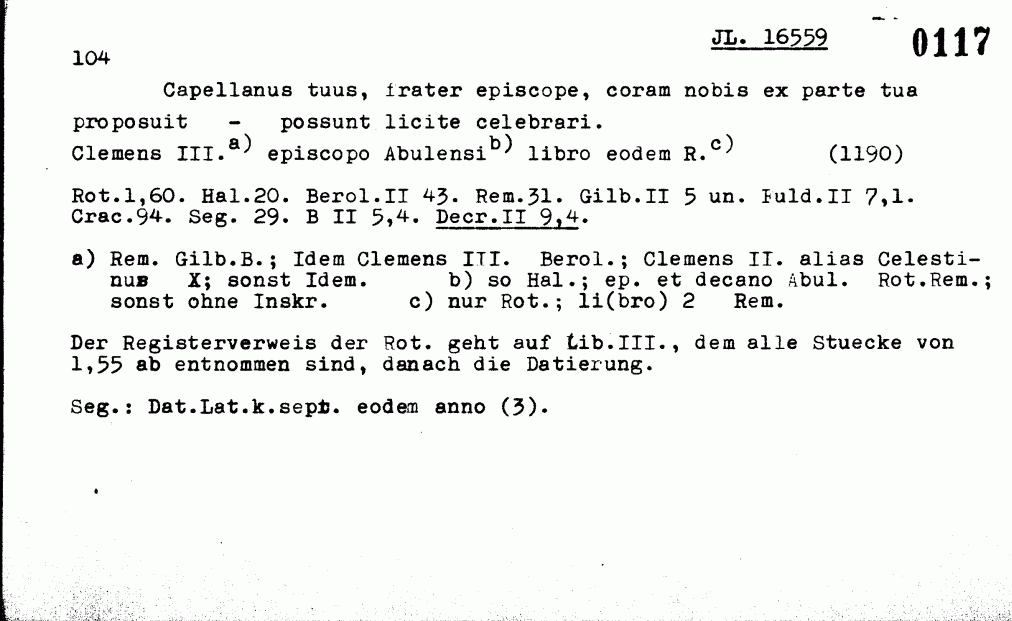 JL. 16559 0117
104
Capellanus tuus, frater episcope, coram nobis ex parte tua
proposuit - possunt licite celebrari.
Clemens III.a) episcopo Abulensib) libro eodem R.c) (1190)
Rot.1,60. Hal.20. Berol.II 43. Rem.31. Gilb.II 5 un. Fuld.II 7,1.
Crac.94. Seg. 29. B II 5,4. Decr.II 9,4.
a) Rem. Gilb.B.; Idem Clemens III. Berol.; Clemens II. alias Celesti-
nus X; sonst Idem. b) so Hal.; ep. et decano Abul. Rot.Rem.;
sonst ohne Inskr. c) nur Rot.; li(bro) 2 Rem.
Der Registerverweis der Rot. geht auf Lib.III., dem alle Stuecke von
1,55 ab entnommen sind, danach die Datierung.
Seg.: Dat.Lat.k.sept. eodem anno (3).